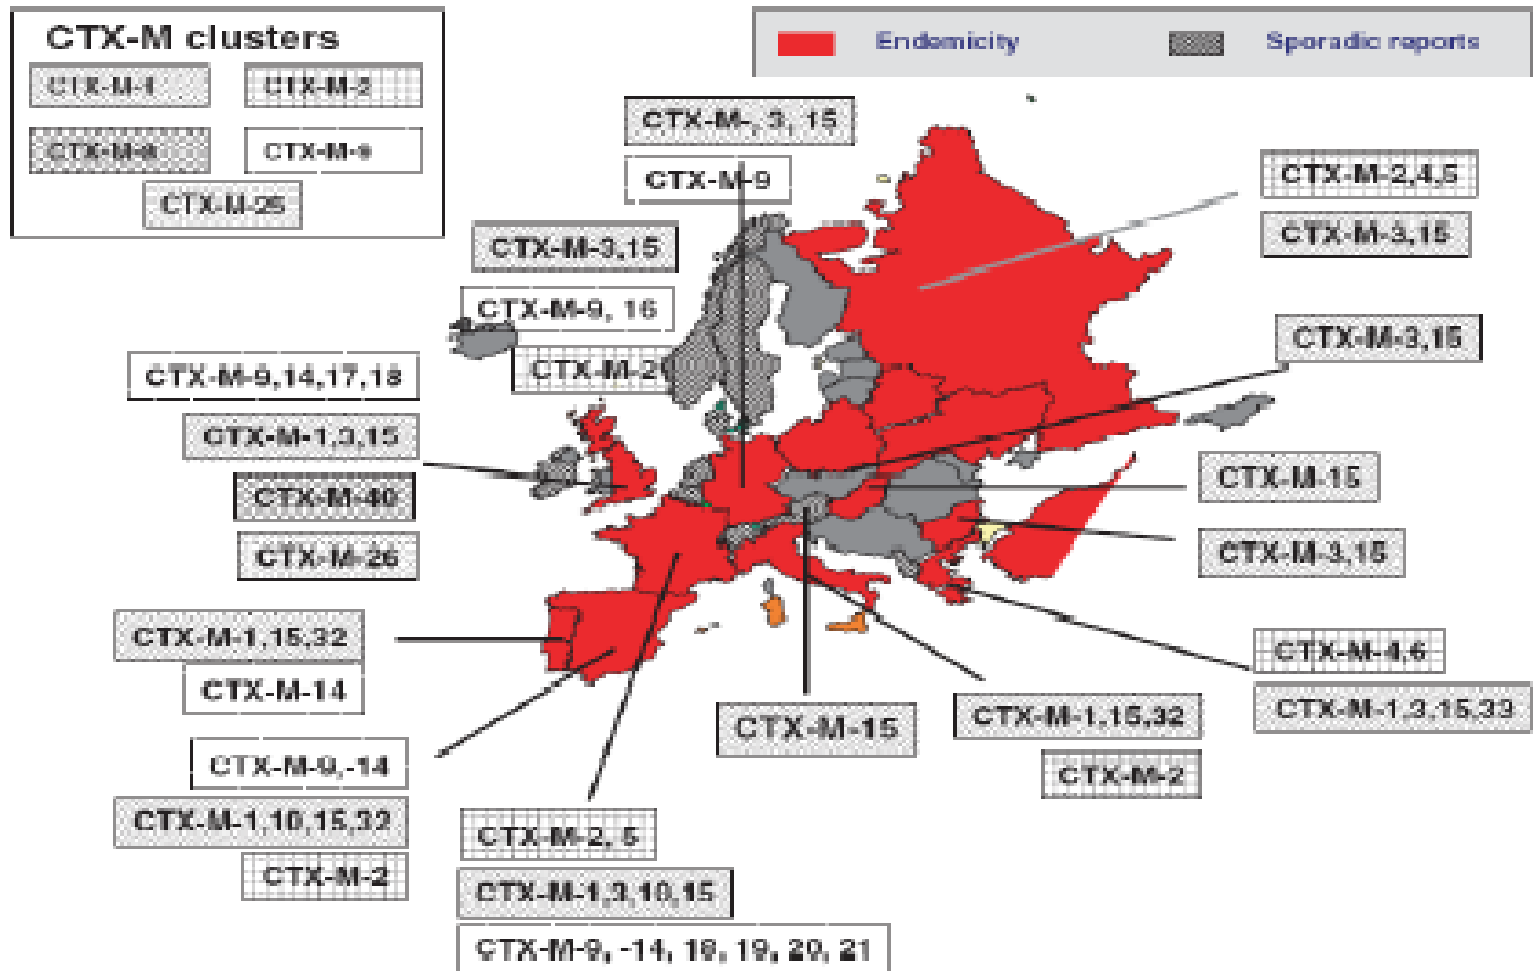 CTX-M clusters
CTX-M-1
CTX-M-2
CTX-M-8
CTX-M-9
CTX-M-25
Endemicity
Sporadic reports
CTX-M-, 3, 15
CTX-M-9
CTX-M-2,4,5
CTX-M-3,15
CTX-M-3,15
CTX-M-9, 16
CTX-M-2
CTX-M-3,15
CTX-M-9,14,17,18
CTX-M-1,3,15
CTX-M-40
CTX-M-26
CTX-M-15
CTX-M-3,15
CTX-M-1,15,32
CTX-M-14
CTX-M-4,6
CTX-M-1,3,15,33
CTX-M-15
CTX-M-1,15,32
CTX-M-2
CTX-M-9,-14
CTX-M-1,10,15,32
CTX-M-2
CTX-M-2, 5
CTX-M-1,3,10,15
CTX-M-9, -14, 18, 19, 20, 21